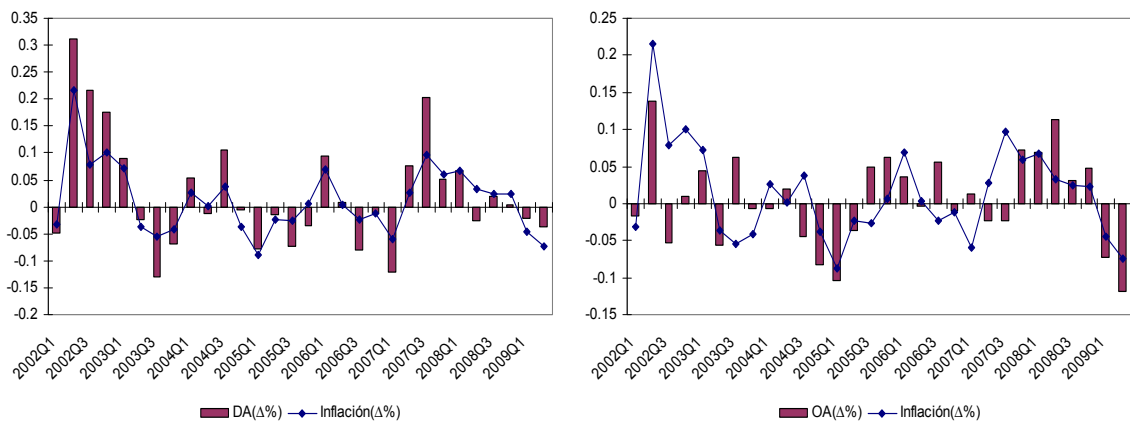 0.35
0.3
0.25
0.2
0.15
0.1
0.05
0
-0.05
-0.1
-0.15
-0.2
2002Q1
2002Q3
2003Q1
2003Q3
2004Q1
2004Q3
2005Q1
2005Q3
2006Q1
2006Q3
2007Q1
2007Q3
2008Q1
2008Q3
2009Q1
DA(Δ%)
Inflación(Δ%)
0.25
0.2
0.15
0.1
0.05
0
-0.05
-0.1
-0.15
2002Q1
2002Q3
2003Q1
2003Q3
2004Q1
2004Q3
2005Q1
2005Q3
2006Q1
2006Q3
2007Q1
2007Q3
2008Q1
2008Q3
2009Q1
OA(Δ%)
Inflación(Δ%)